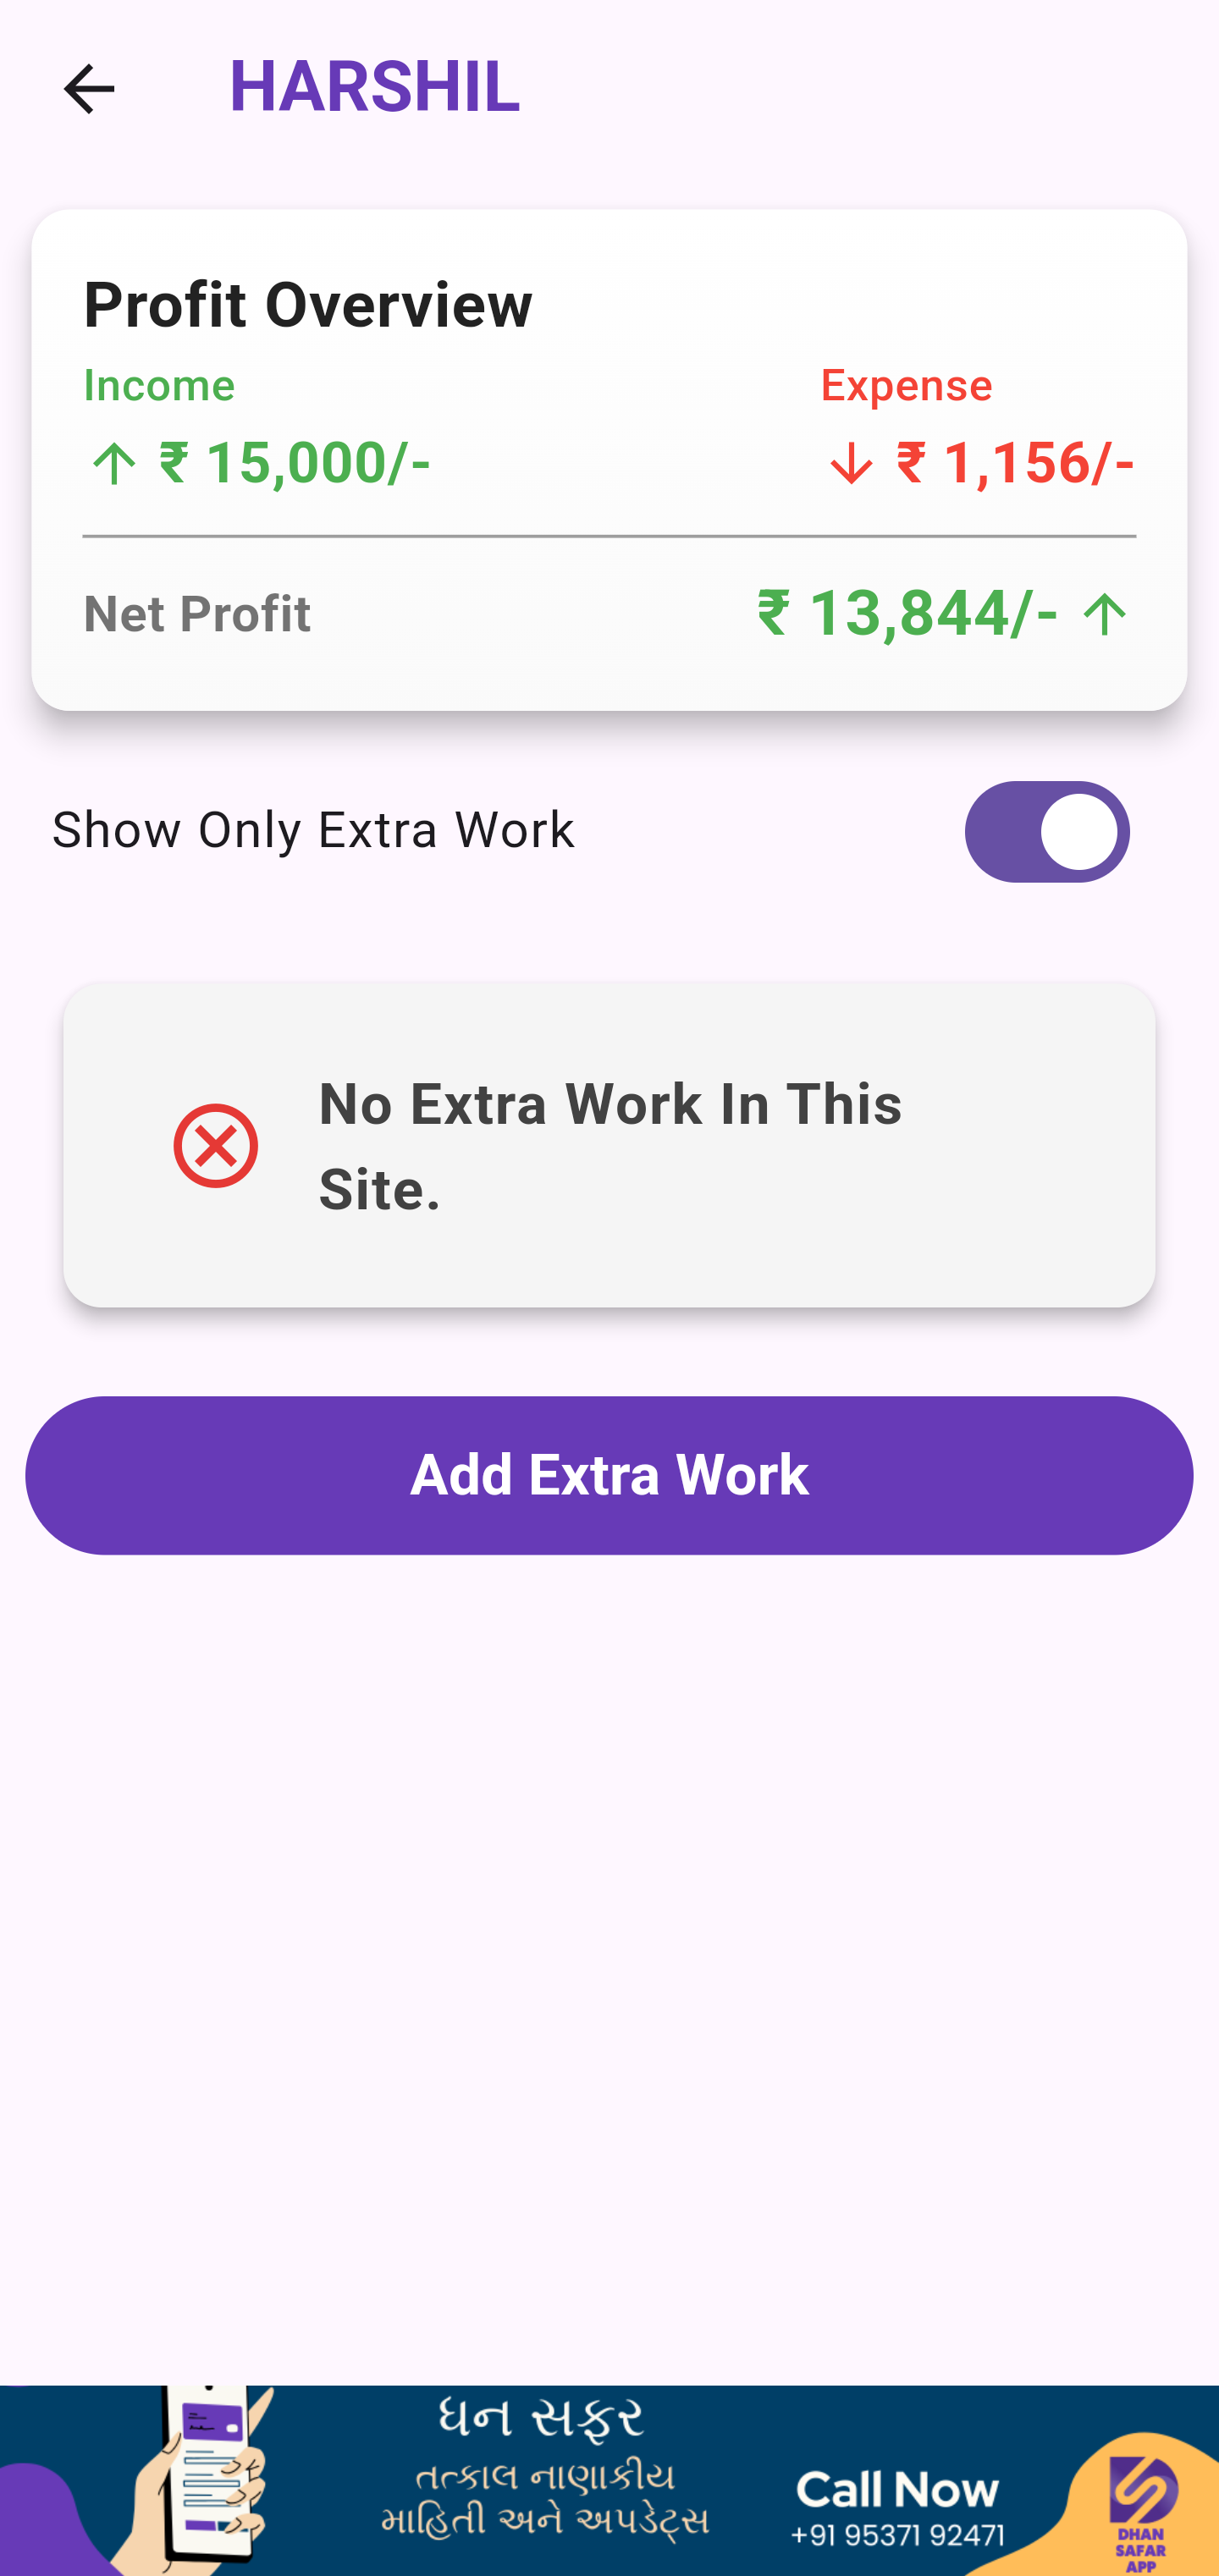 HARSHIL
Profit Overview
Income
Expense
↑ ₹ 15,000/-
↓ ₹ 1,156/-
Net Profit
₹ 13,844/- ↑
Show Only Extra Work
No Extra Work In This
Site.
Add Extra Work
ધન સફર
તત્કાલ નાણાકીય
માહિતી અને અપડેટ્સ
Call Now
+91 95371 92471
DHAN
SAFAR
APP